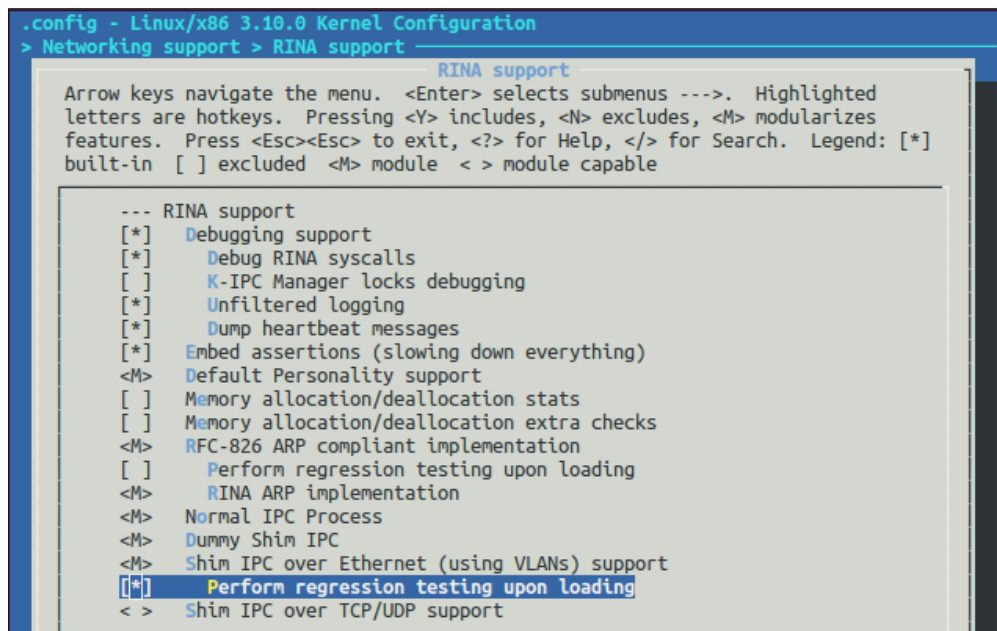 .config - Linux/x86 3.10.0 Kernel Configuration
> Networking support > RINA support
RINA support
Arrow keys navigate the menu.  <Enter> selects submenus --->.  Highlighted
letters are hotkeys.  Pressing <Y> includes, <N> excludes, <M> modularizes
features.  Press <Esc><Esc> to exit, <?> for Help, </> for Search.  Legend: [*]
built-in  [ ] excluded  <M> module  < > module capable
--- RINA support
[*]   Debugging support
[*]     Debug RINA syscalls
[ ]     K-IPC Manager locks debugging
[*]     Unfiltered logging
[*]     Dump heartbeat messages
[*]   Embed assertions (slowing down everything)
<M>   Default Personality support
[ ]   Memory allocation/deallocation stats
[ ]   Memory allocation/deallocation extra checks
<M>   RFC-826 ARP compliant implementation
[ ]     Perform regression testing upon loading
<M>     RINA ARP implementation
<M>   Normal IPC Process
<M>   Dummy Shim IPC
<M>   Shim IPC over Ethernet (using VLANs) support
[*]     Perform regression testing upon loading
< >   Shim IPC over TCP/UDP support